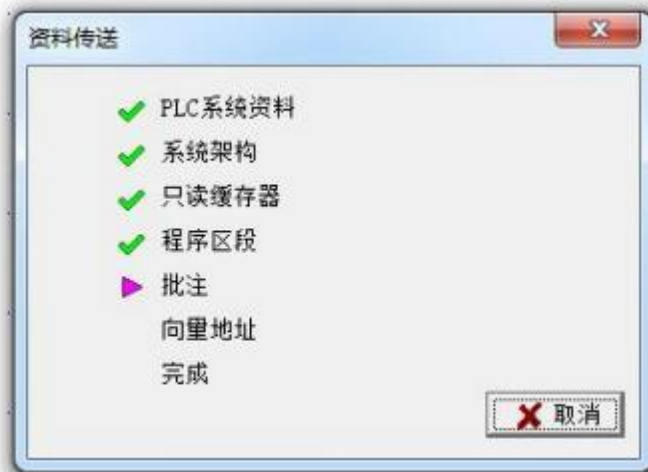 资料传送
PLC系统资料
系统架构
只读缓存器
程序区段
批注
向量地址
完成
取消